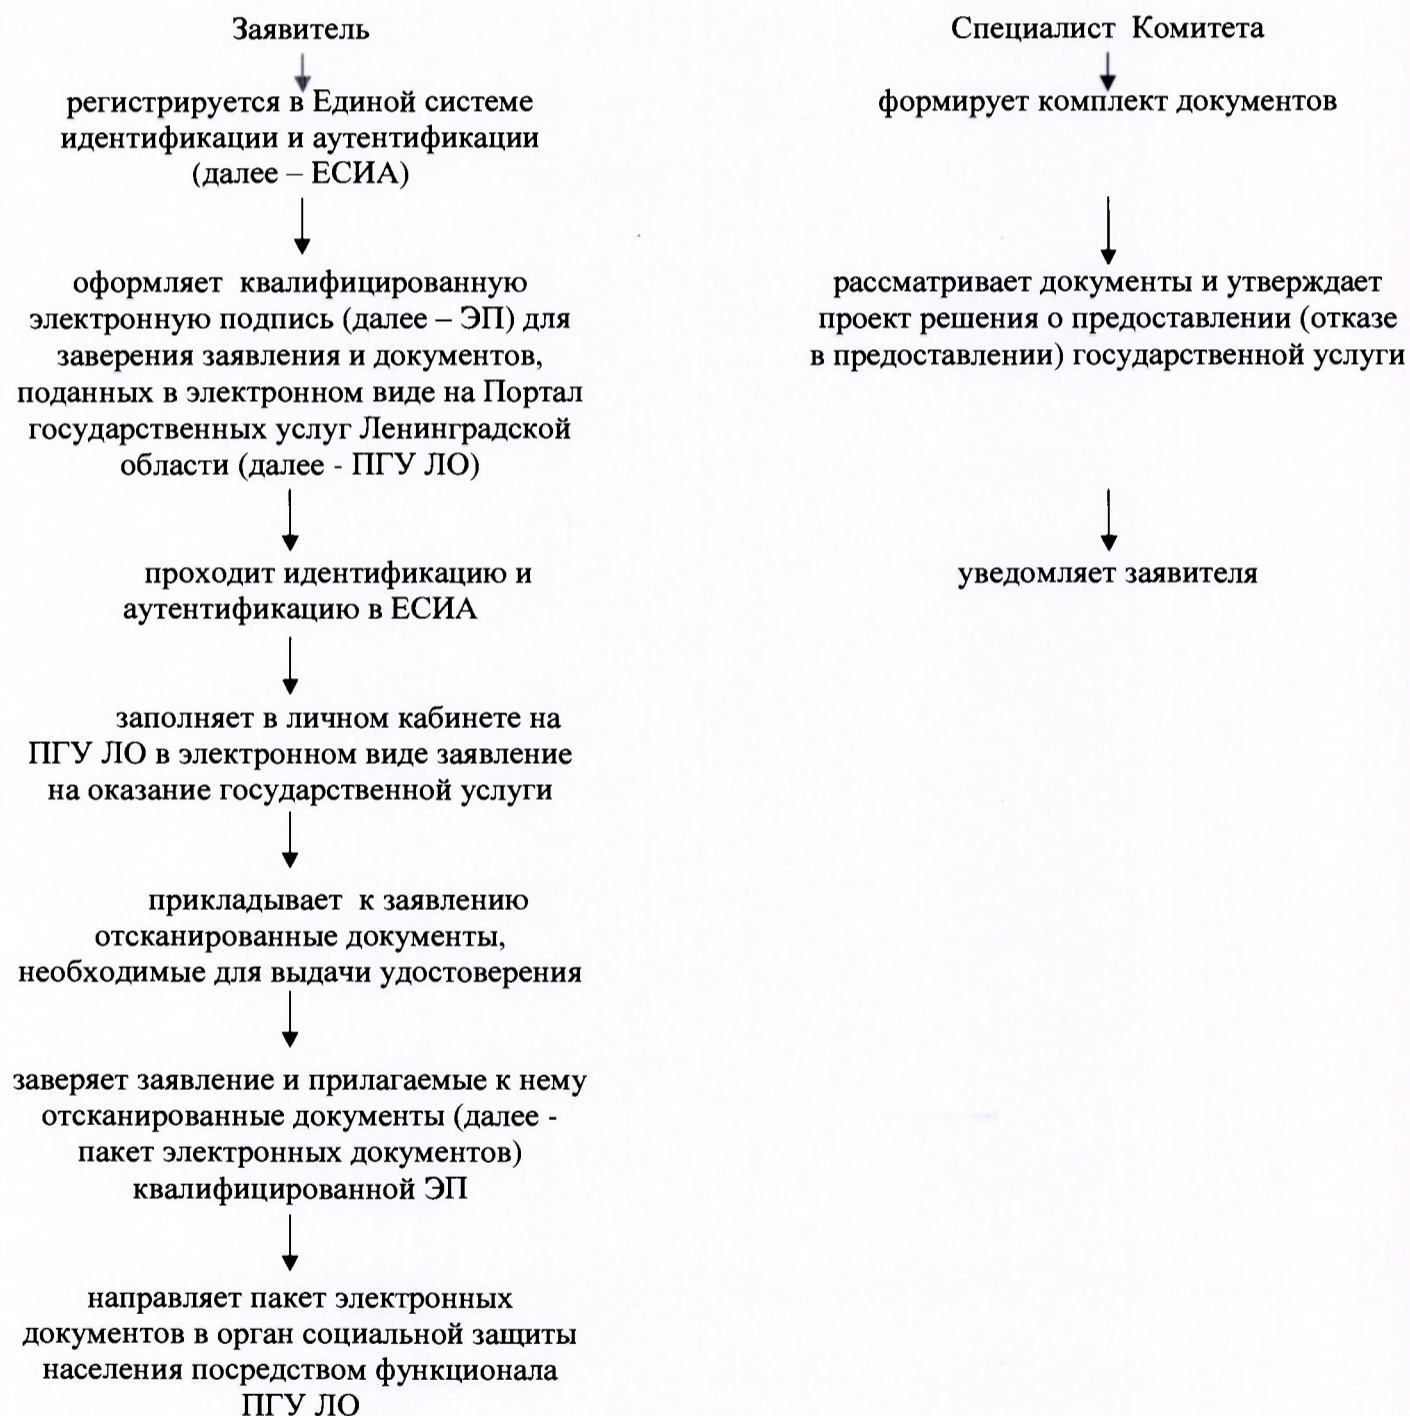 Заявитель
регистрируется в Единой системе
идентификации и аутентификации
(далее – ЕСИА)
оформляет квалифицированную
электронную подпись (далее – ЭП) для
заверения заявления и документов,
поданных в электронном виде на Портал
государственных услуг Ленинградской
области (далее - ПГУ ЛО)
проходит идентификацию и
аутентификацию в ЕСИА
заполняет в личном кабинете на
ПГУ ЛО в электронном виде заявление
на оказание государственной услуги
прикладывает к заявлению
отсканированные документы,
необходимые для выдачи удостоверения
заверяет заявление и прилагаемые к нему
отсканированные документы (далее -
пакет электронных документов)
квалифицированной ЭП
направляет пакет электронных
документов в орган социальной защиты
населения посредством функционала
ПГУ ЛО
Специалист Комитета
формирует комплект документов
рассматривает документы и утверждает
проект решения о предоставлении (отказе
в предоставлении) государственной услуги
уведомляет заявителя